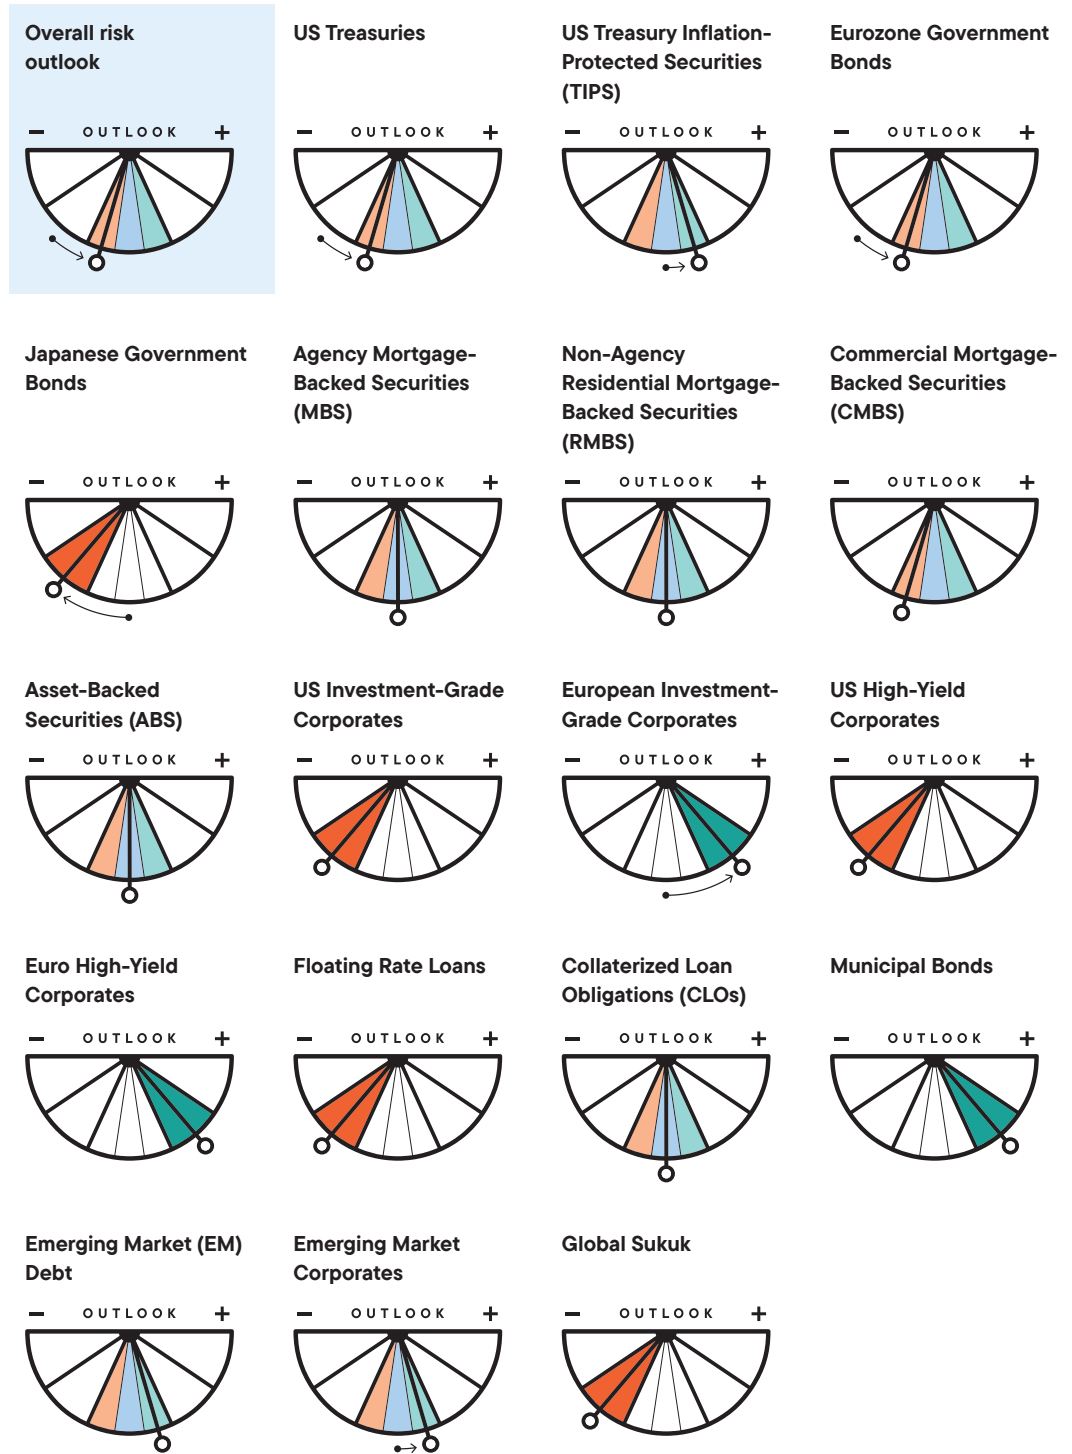 Overall risk
outlook
− OUTLOOK +
US Treasuries
− OUTLOOK +
US Treasury Inflation-
Protected Securities
(TIPS)
− OUTLOOK +
Eurozone Government
Bonds
− OUTLOOK +
Japanese Government
Bonds
− OUTLOOK +
Agency Mortgage-
Backed Securities
(MBS)
− OUTLOOK +
Non-Agency
Residential Mortgage-
Backed Securities
(RMBS)
− OUTLOOK +
Commercial Mortgage-
Backed Securities
(CMBS)
− OUTLOOK +
Asset-Backed
Securities (ABS)
− OUTLOOK +
US Investment-Grade
Corporates
− OUTLOOK +
European Investment-
Grade Corporates
− OUTLOOK +
US High-Yield
Corporates
− OUTLOOK +
Euro High-Yield
Corporates
− OUTLOOK +
Floating Rate Loans
− OUTLOOK +
Collaterized Loan
Obligations (CLOs)
− OUTLOOK +
Municipal Bonds
− OUTLOOK +
Emerging Market (EM)
Debt
− OUTLOOK +
Emerging Market
Corporates
− OUTLOOK +
Global Sukuk
− OUTLOOK +